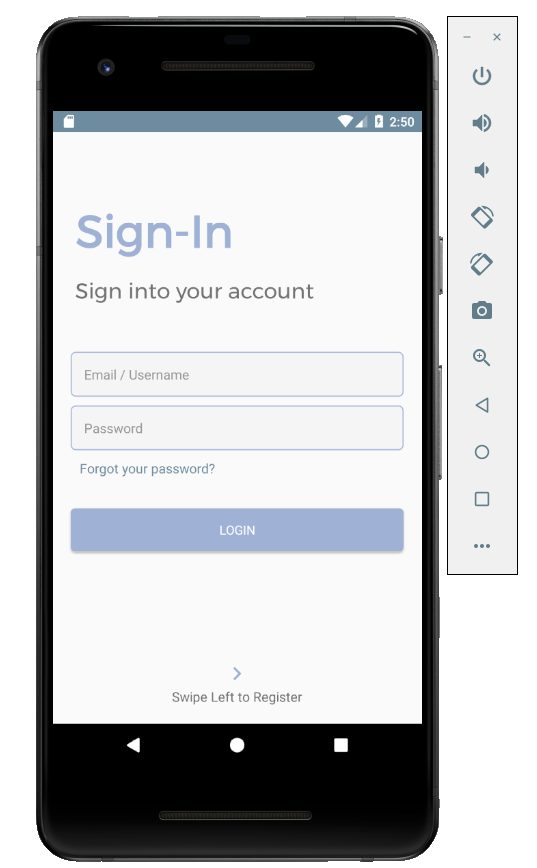 2:50
Sign-In
Sign into your account
Email / Username
Password
Forgot your password?
LOGIN
Swipe Left to Register